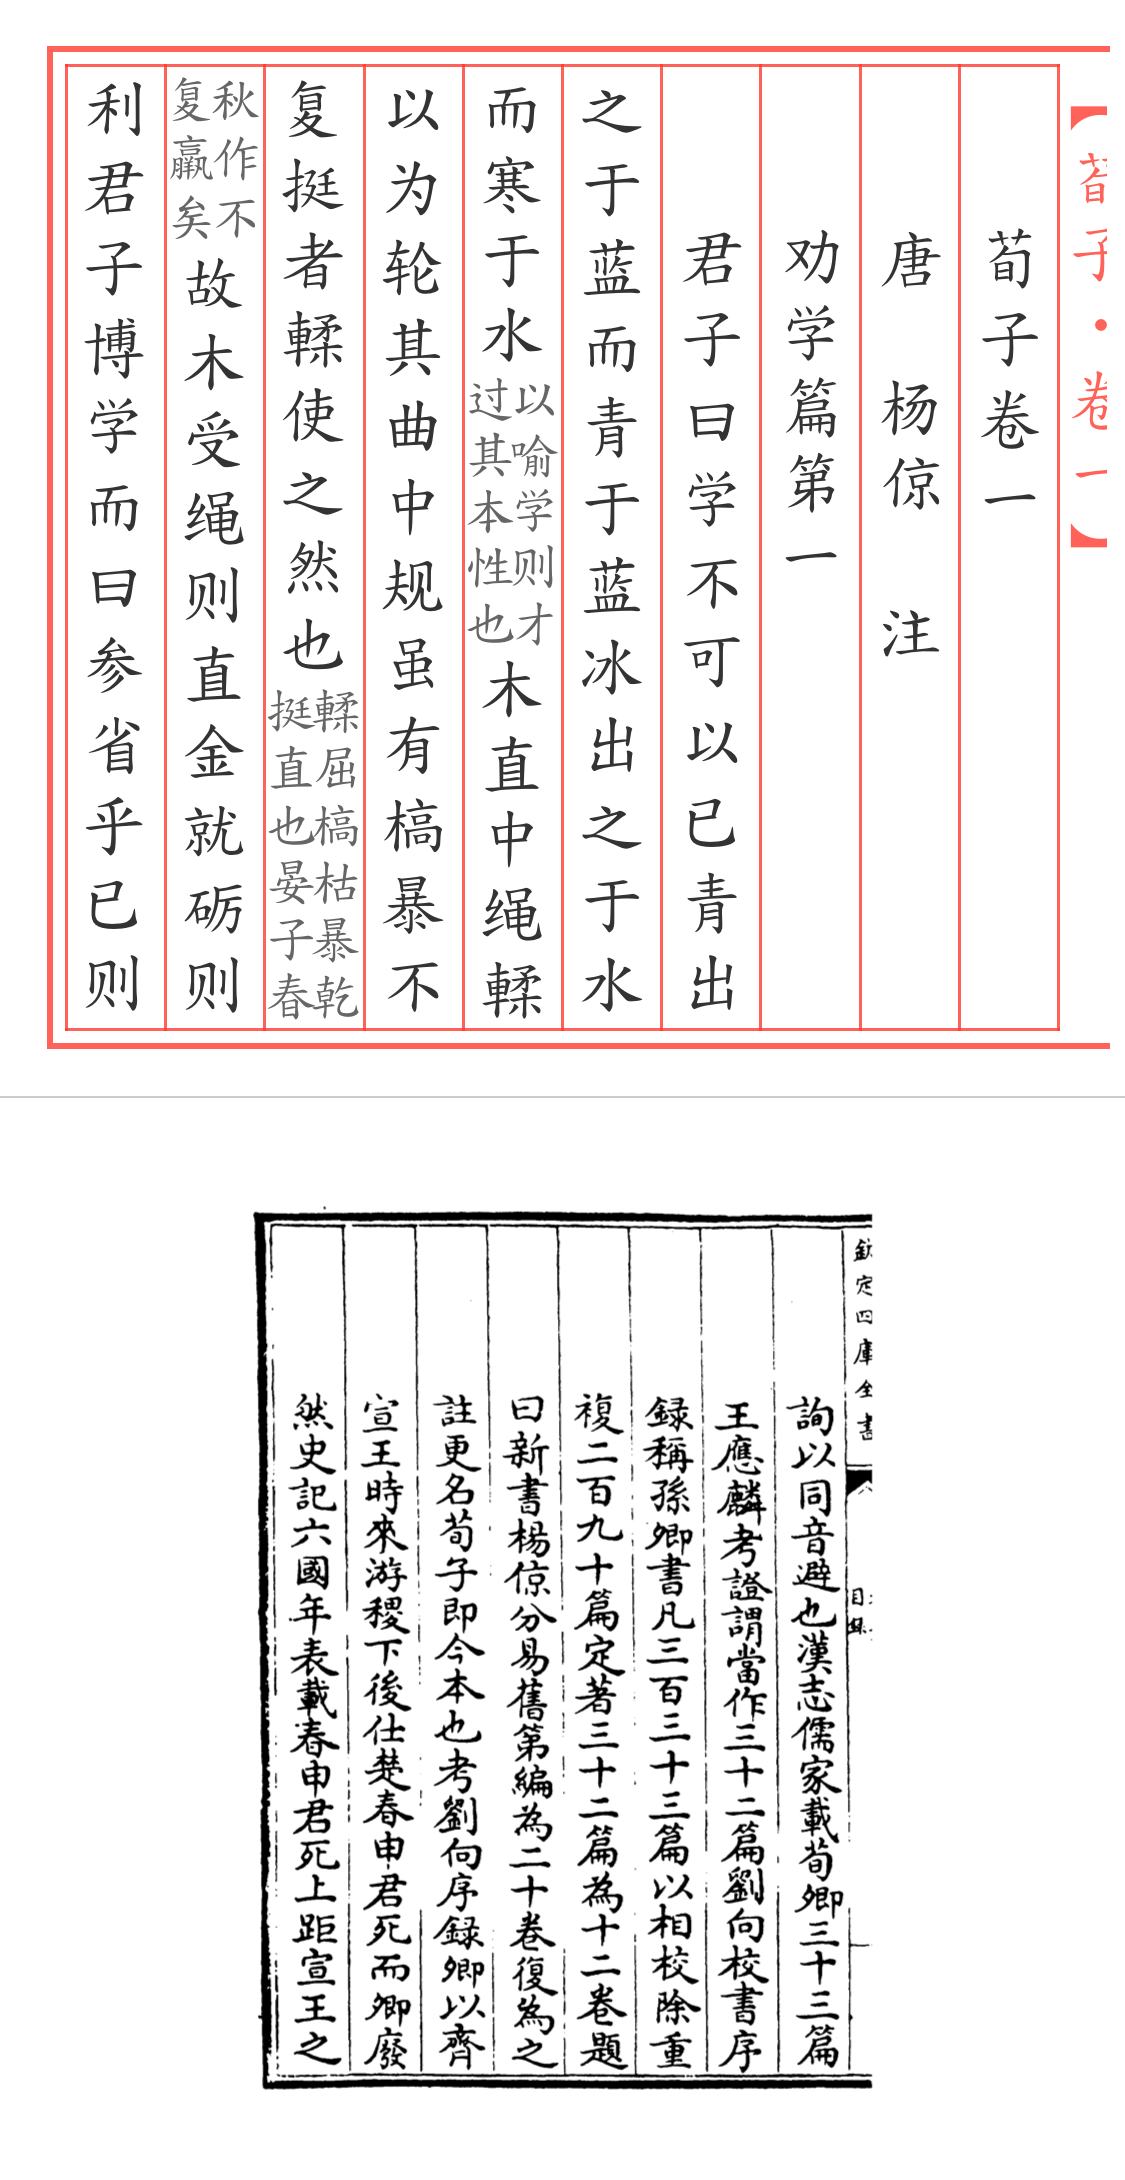 【荀子·卷一】
荀子卷一
唐 杨倞 注
劝学篇第一
君子曰学不可以已青出
之于蓝而青于蓝冰出之于水
而寒于水以喻学则才过其本性也木直中绳輮
以为轮其曲中规虽有槁暴不
复挺者輮使之然也輮屈槁枯暴乾挺直也晏子春
秋作不复羸矣故木受绳则直金就砺则
利君子博学而日参省乎已则
欽定四庫全書
目録
詢以同音避也漢志儒家載荀卿三十三篇
王應麟考證謂當作三十二篇劉向校書序
録稱孫卿書凡三百三十三篇以相校除重
複二百九十篇定著三十二篇為十二卷題
曰新書楊倞分易舊第編為二十卷復為之
註更名荀子即今本也考劉向序録卿以齊
宣王時來游稷下後仕楚春申君死而卿廢
然史記六國年表載春申君死上距宣王之